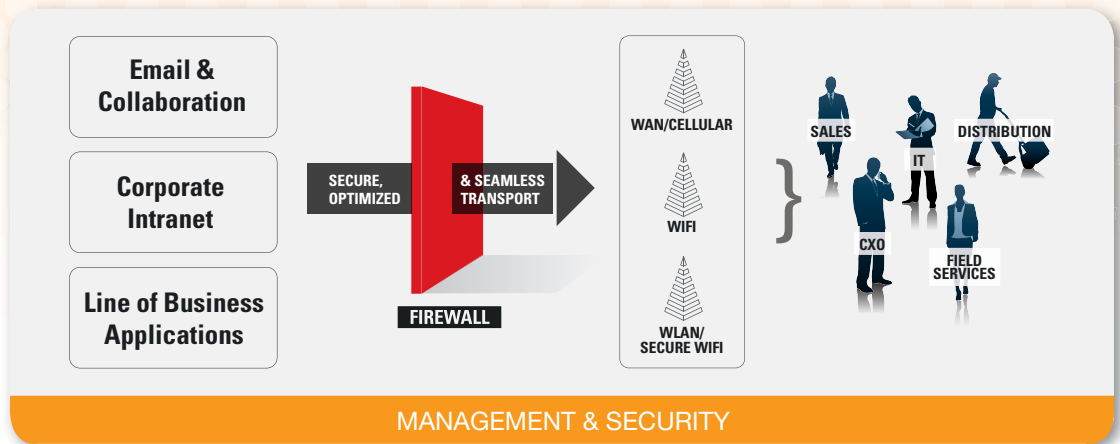 Email &
Collaboration
Corporate
Intranet
Line of Business
Applications
SECURE,
OPTIMIZED
& SEAMLESS
TRANSPORT
FIREWALL
WAN/CELLULAR
WIFI
WLAN/
SECURE WIFI
}
SALES
IT
DISTRIBUTION
CXO
FIELD
SERVICES
MANAGEMENT & SECURITY